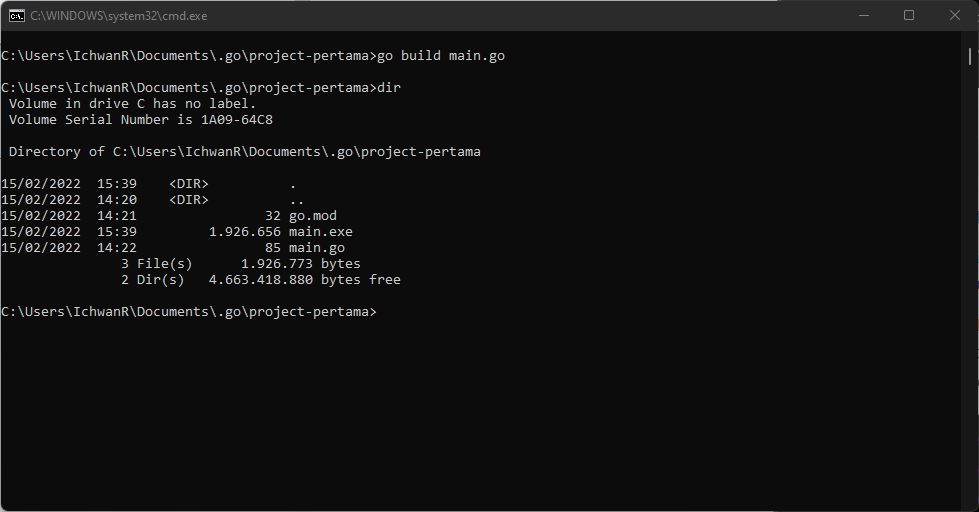 C:\WINDOWS\system32\cmd.exe
C:\Users\IchwanR\Documents\.go\project-pertama>go build main.go
C:\Users\IchwanR\Documents\.go\project-pertama>dir
 Volume in drive C has no label.
 Volume Serial Number is 1A09-64C8
 Directory of C:\Users\IchwanR\Documents\.go\project-pertama
15/02/2022  15:39    <DIR>          .
15/02/2022  14:20    <DIR>          ..
15/02/2022  14:21                32 go.mod
15/02/2022  15:39         1.926.656 main.exe
15/02/2022  14:22                85 main.go
               3 File(s)      1.926.773 bytes
               2 Dir(s)   4.663.418.880 bytes free
C:\Users\IchwanR\Documents\.go\project-pertama>